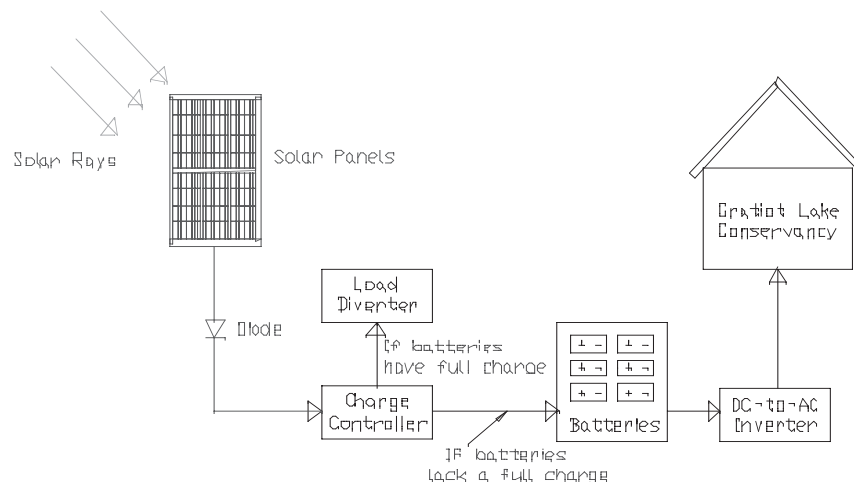 Solar Rays
Solar Panels
Gratiot Lake
Conservancy
Load
Diverter
Diode
If batteries
have full charge
Charge
Controller
+ -
+ -
+ -
+ -
+ -
+ -
Batteries
DC-to-AC
Inverter
If batteries
lack a full charge